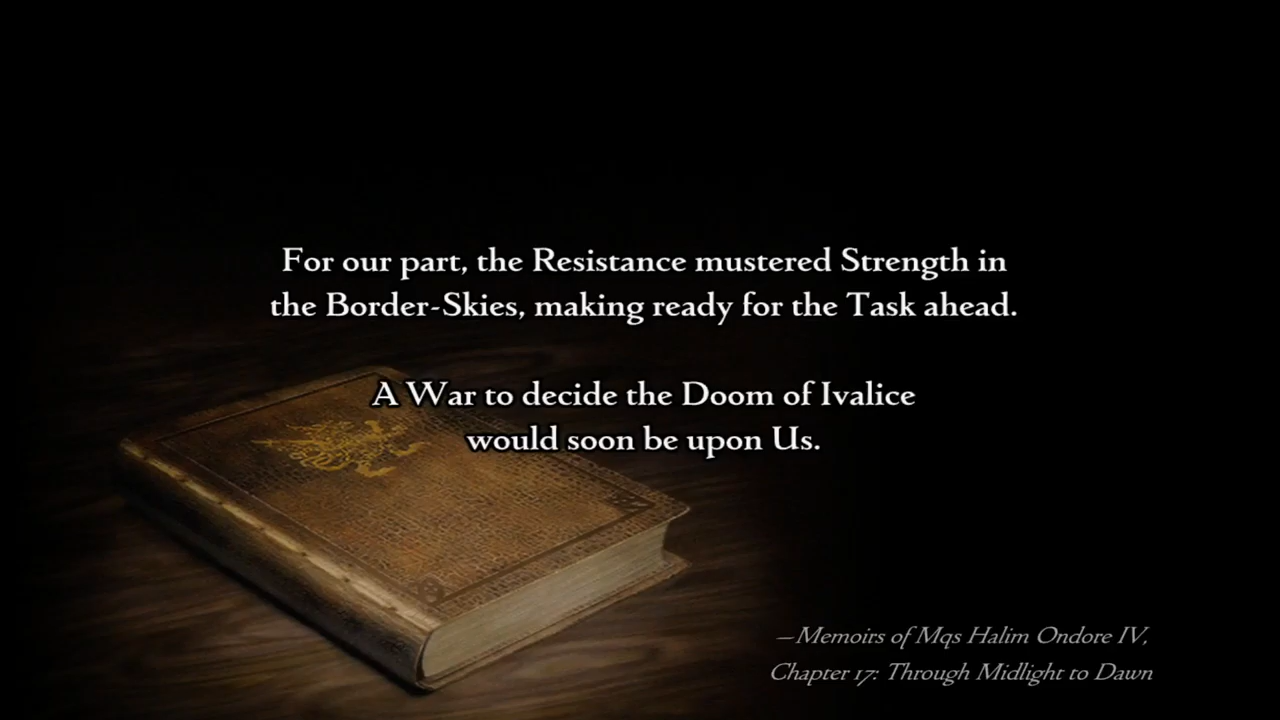 For our part, the Resistance mustered Strength in
the Border-Skies, making ready for the Task ahead.
A War to decide the Doom of Ivalice
would soon be upon Us.
—Memoirs of Mqs Halim Ondore IV,
Chapter 17: Through Midlight to Dawn